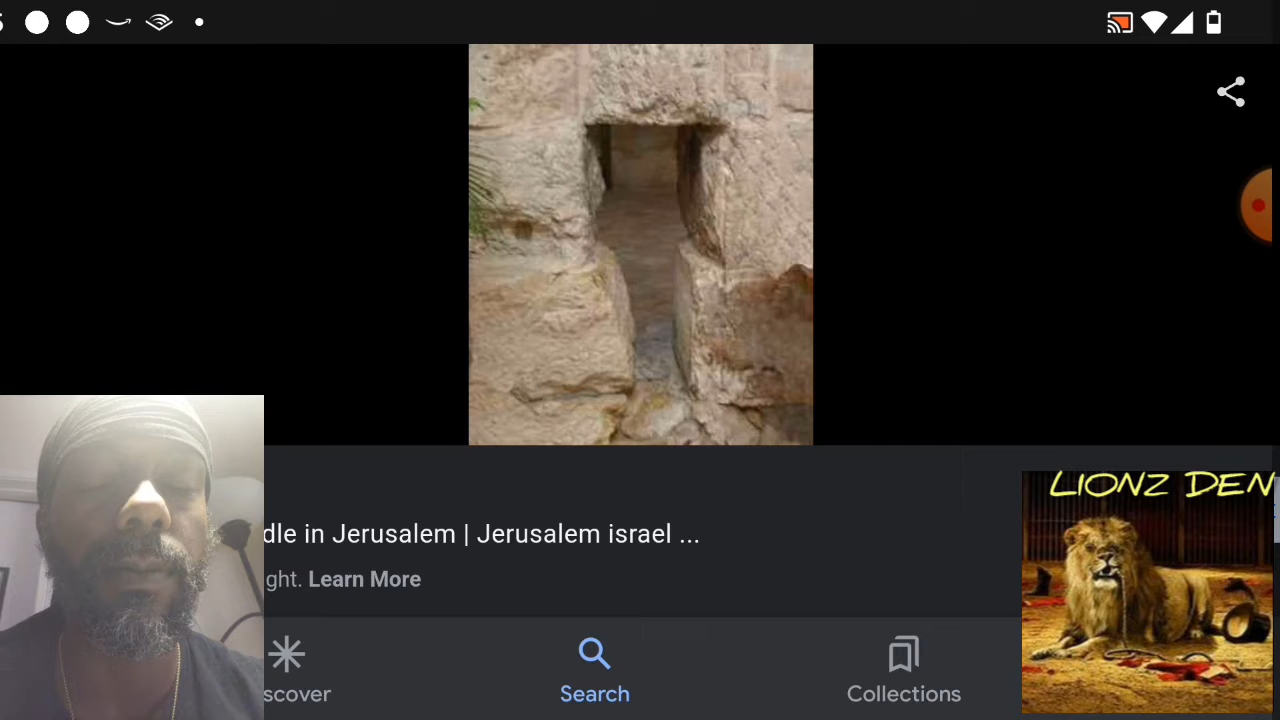 LIONZ DEN
dle in Jerusalem | Jerusalem israel ...
ght. Learn More
scover
Search
Collections